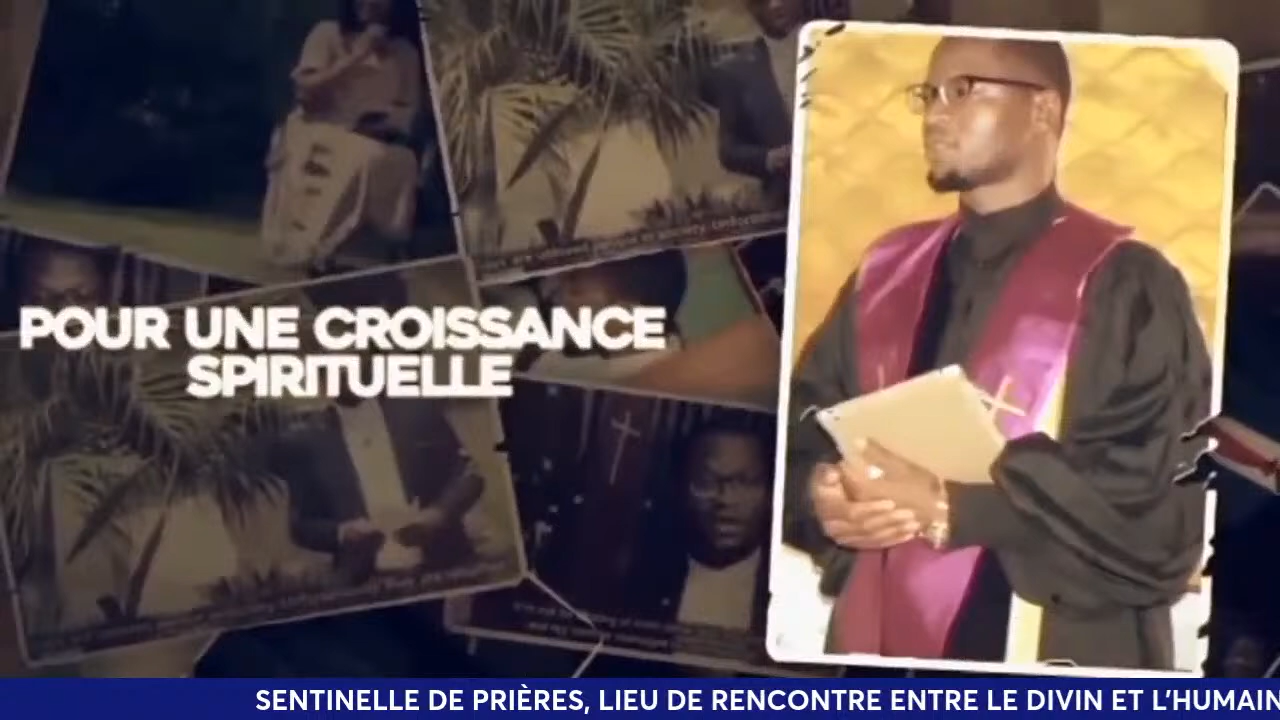 POUR UNE CROISSANCE
SPIRITUELLE
SENTINELLE DE PRIÈRES, LIEU DE RENCONTRE ENTRE LE DIVIN ET L'HUMAIN